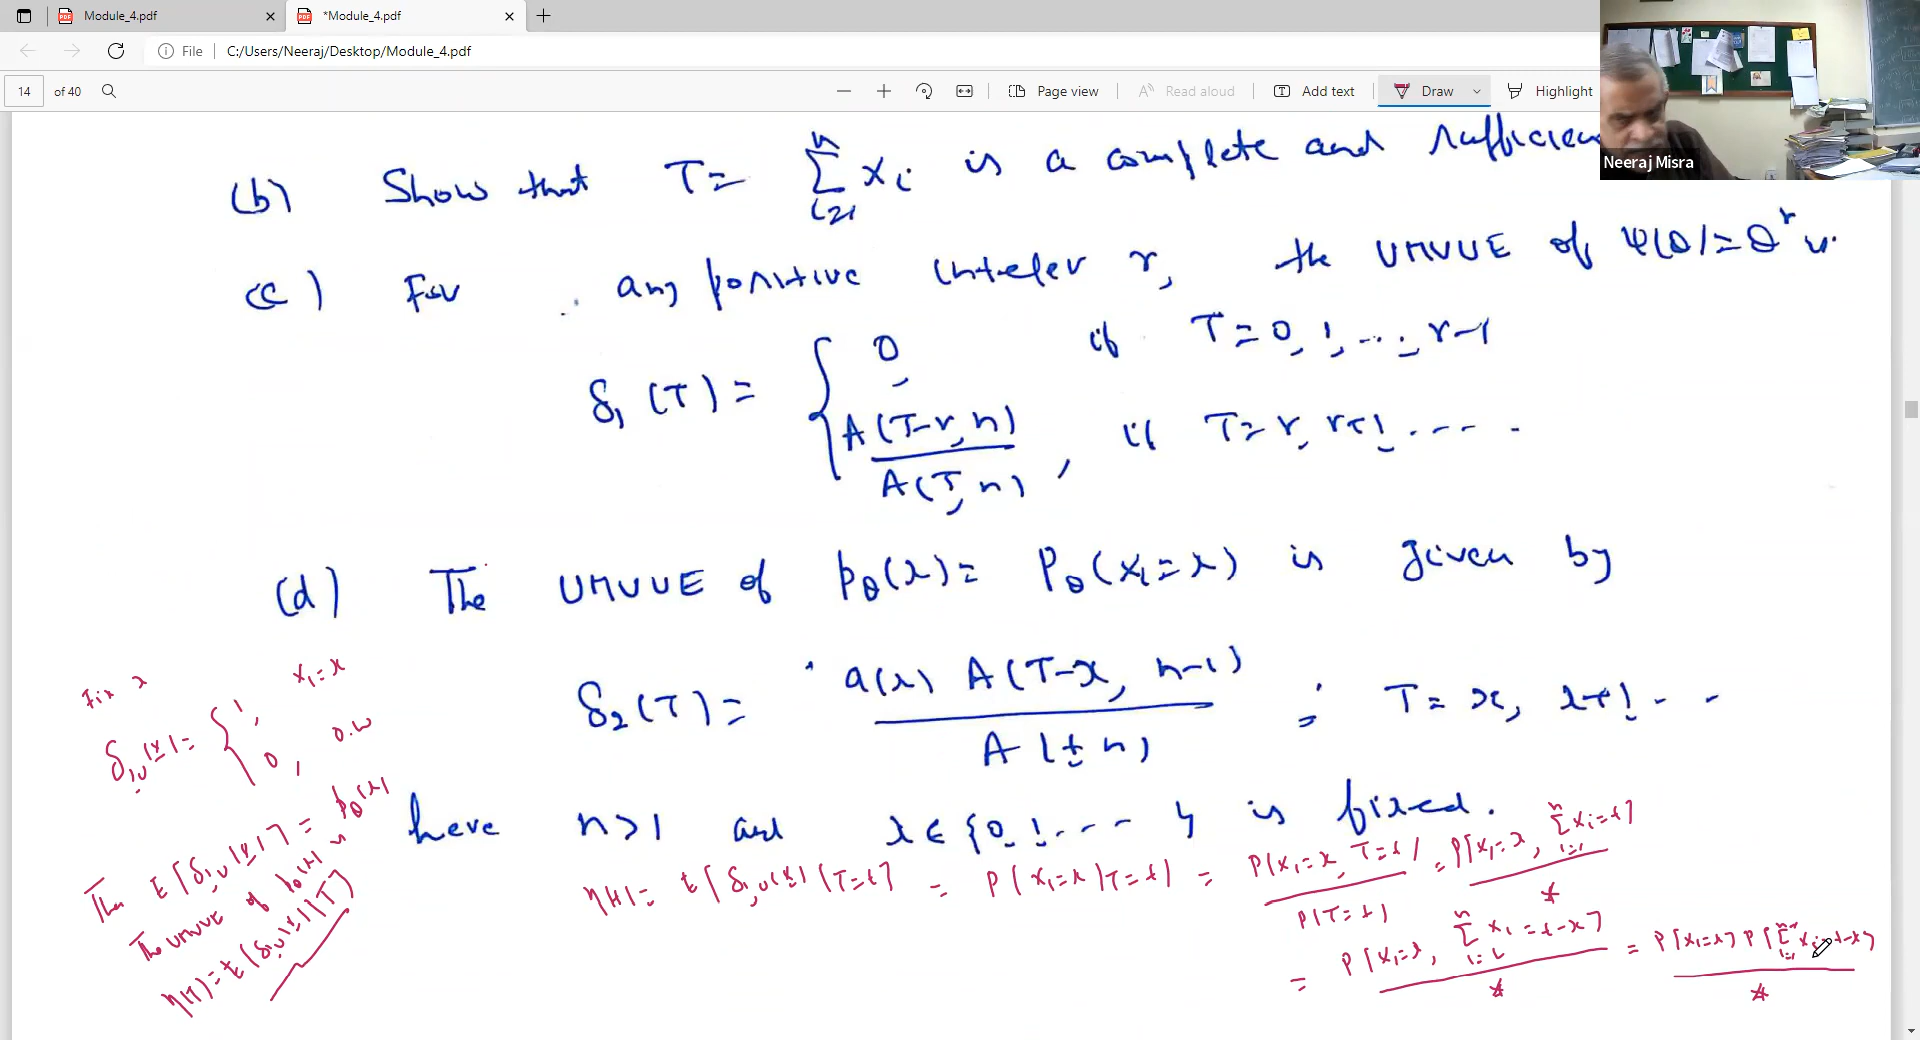 Module_4.pdf
*Module_4.pdf
File
C:/Users/Neeraj/Desktop/Module_4.pdf
14 of 40
Page view
Read aloud
Add text
Draw
Highlight
Neeraj Misra
(b) Show that T = Σ_{i=1}^{n} X_i is a complete and sufficien
(c) For any positive integer r, the UMVUE of ψ(θ) = θ^r is
δ_1(T) = { 0, if T = 0, 1, ..., r-1
A(T-r, n) / A(T, n), if T = r, r+1, ....
(d) The UMVUE of p_θ(x) = P_θ(X_1 = x) is given by
δ_2(T) = a(x) A(T-x, n-1) / A(t, n) ; T = x, x+1, ..
here n>1 and x ∈ {0, 1, ...} is fixed.
Fix x
δ_{1,U}(X) = { 1, X_1 = x
0, o.w
Then E[δ_{1,U}(X)] = p_θ(x)
The UMVUE of p_θ(x) is
η(T) = E(δ_{1,U}(X)|T)
η(t) = E[δ_{1,U}(X)|T=t] = P(X_1=x|T=t) = P(X_1=x, T=t) / P(T=t) = P[X_1=x, Σ_{i=1}^{n} X_i=t] / *
= P[X_1=x, Σ_{i=2}^{n} X_i = t-x] / * = P[X_1=x] P[Σ_{i=1}^{n-1} X_i = t-x] / *